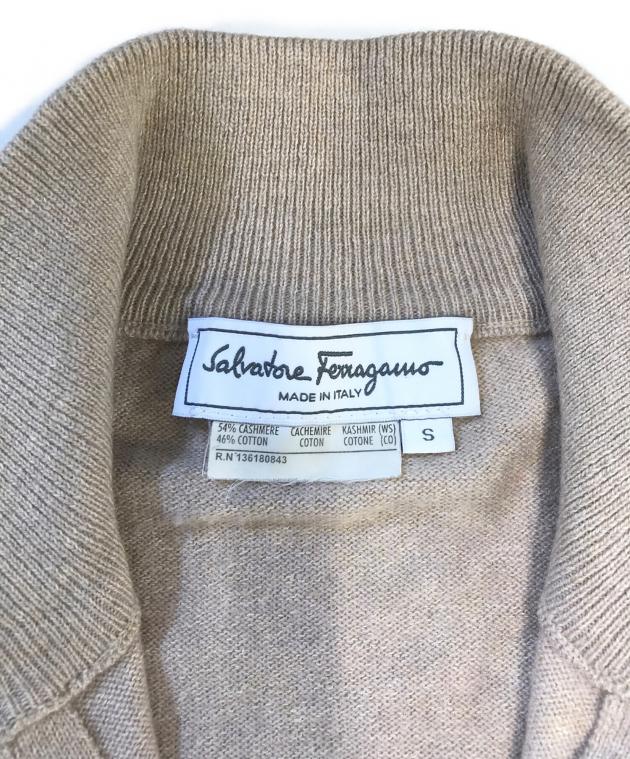 Salvatore Ferragamo
MADE IN ITALY
54% CASHMERE CACHEMIRE KASHMIR (WS)
46% COTTON COTON COTONE (CO)
S
R.N°136180843